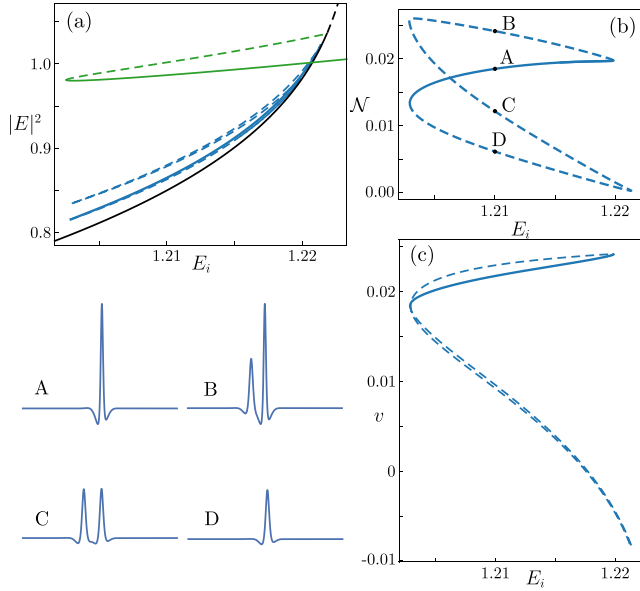 (a)
1.0
|E|²
0.9
0.8
1.21
1.22
E_i
(b)
B
0.02
A
𝒩
0.01
C
D
0.00
1.21
1.22
E_i
(c)
0.02
0.01
v
0
-0.01
1.21
1.22
E_i
A
B
C
D